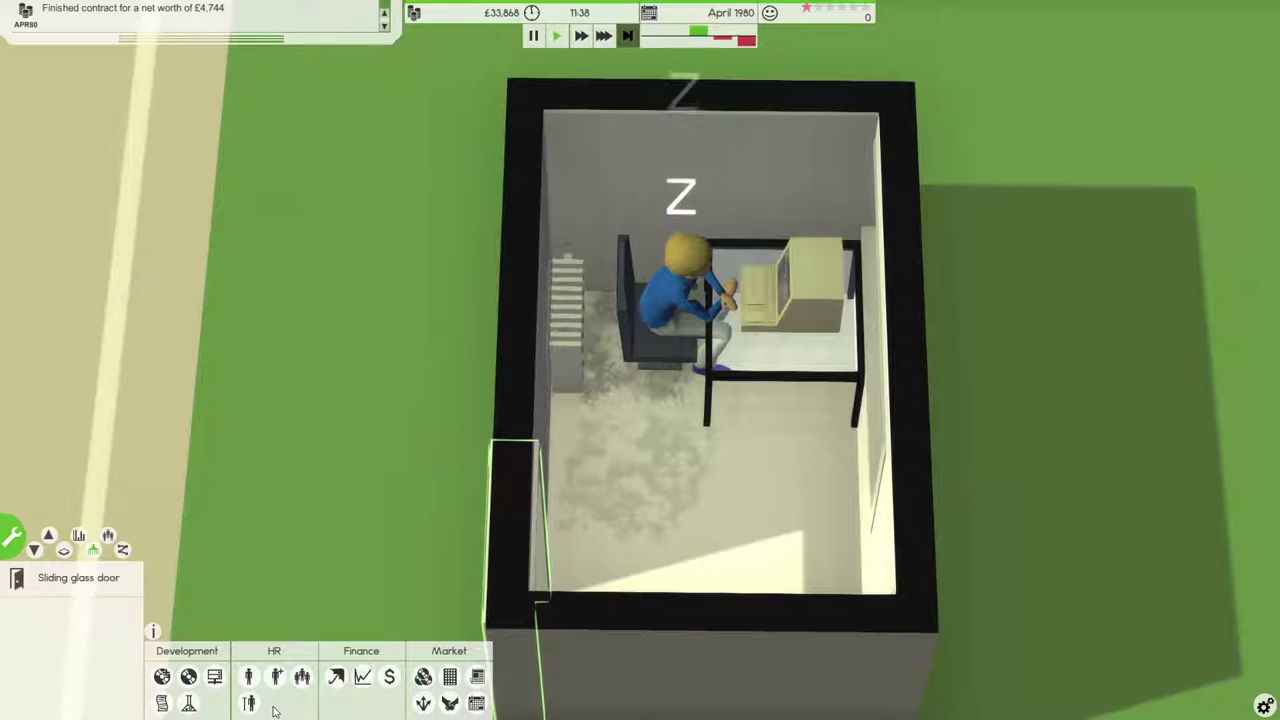 Finished contract for a net worth of £4,744
APR80
£33,868
11:38
April 1980
0
Z
Z
Sliding glass door
i
Development
HR
Finance
Market